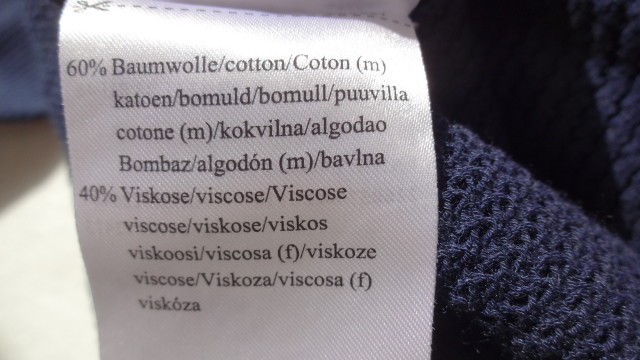 60% Baumwolle/cotton/Coton (m)
katoen/bomuld/bomull/puuvilla
cotone (m)/kokvilna/algodao
Bombaz/algodón (m)/bavlna
40% Viskose/viscose/Viscose
viscose/viskose/viskos
viskoosi/viscosa (f)/viskoze
viscose/Viskoza/viscosa (f)
viskóza